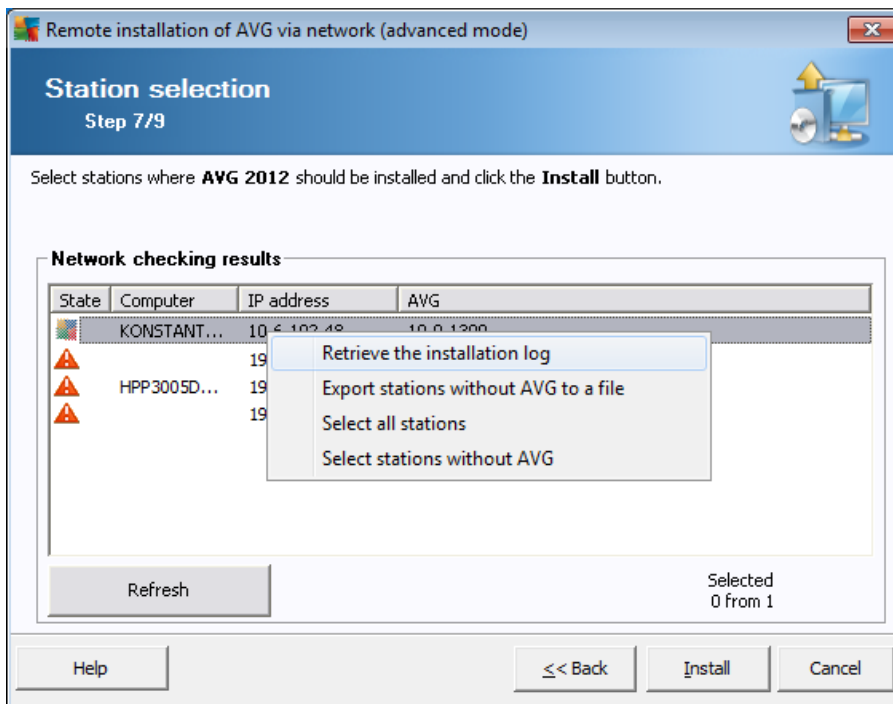 Remote installation of AVG via network (advanced mode)
Station selection
Step 7/9
Select stations where AVG 2012 should be installed and click the Install button.
Network checking results
State Computer IP address AVG
KONSTANT...
19
HPP3005D... 19
19
Retrieve the installation log
Export stations without AVG to a file
Select all stations
Select stations without AVG
Refresh
Selected
0 from 1
Help
<< Back
Install
Cancel